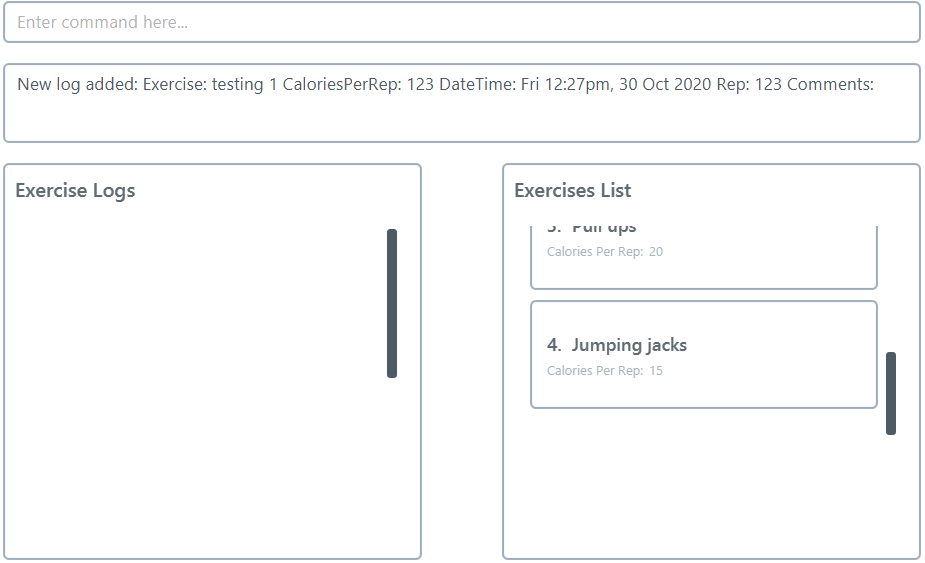 Enter command here...
New log added: Exercise: testing 1 CaloriesPerRep: 123 DateTime: Fri 12:27pm, 30 Oct 2020 Rep: 123 Comments:
Exercise Logs
Exercises List
3. Pull ups
Calories Per Rep: 20
4. Jumping jacks
Calories Per Rep: 15